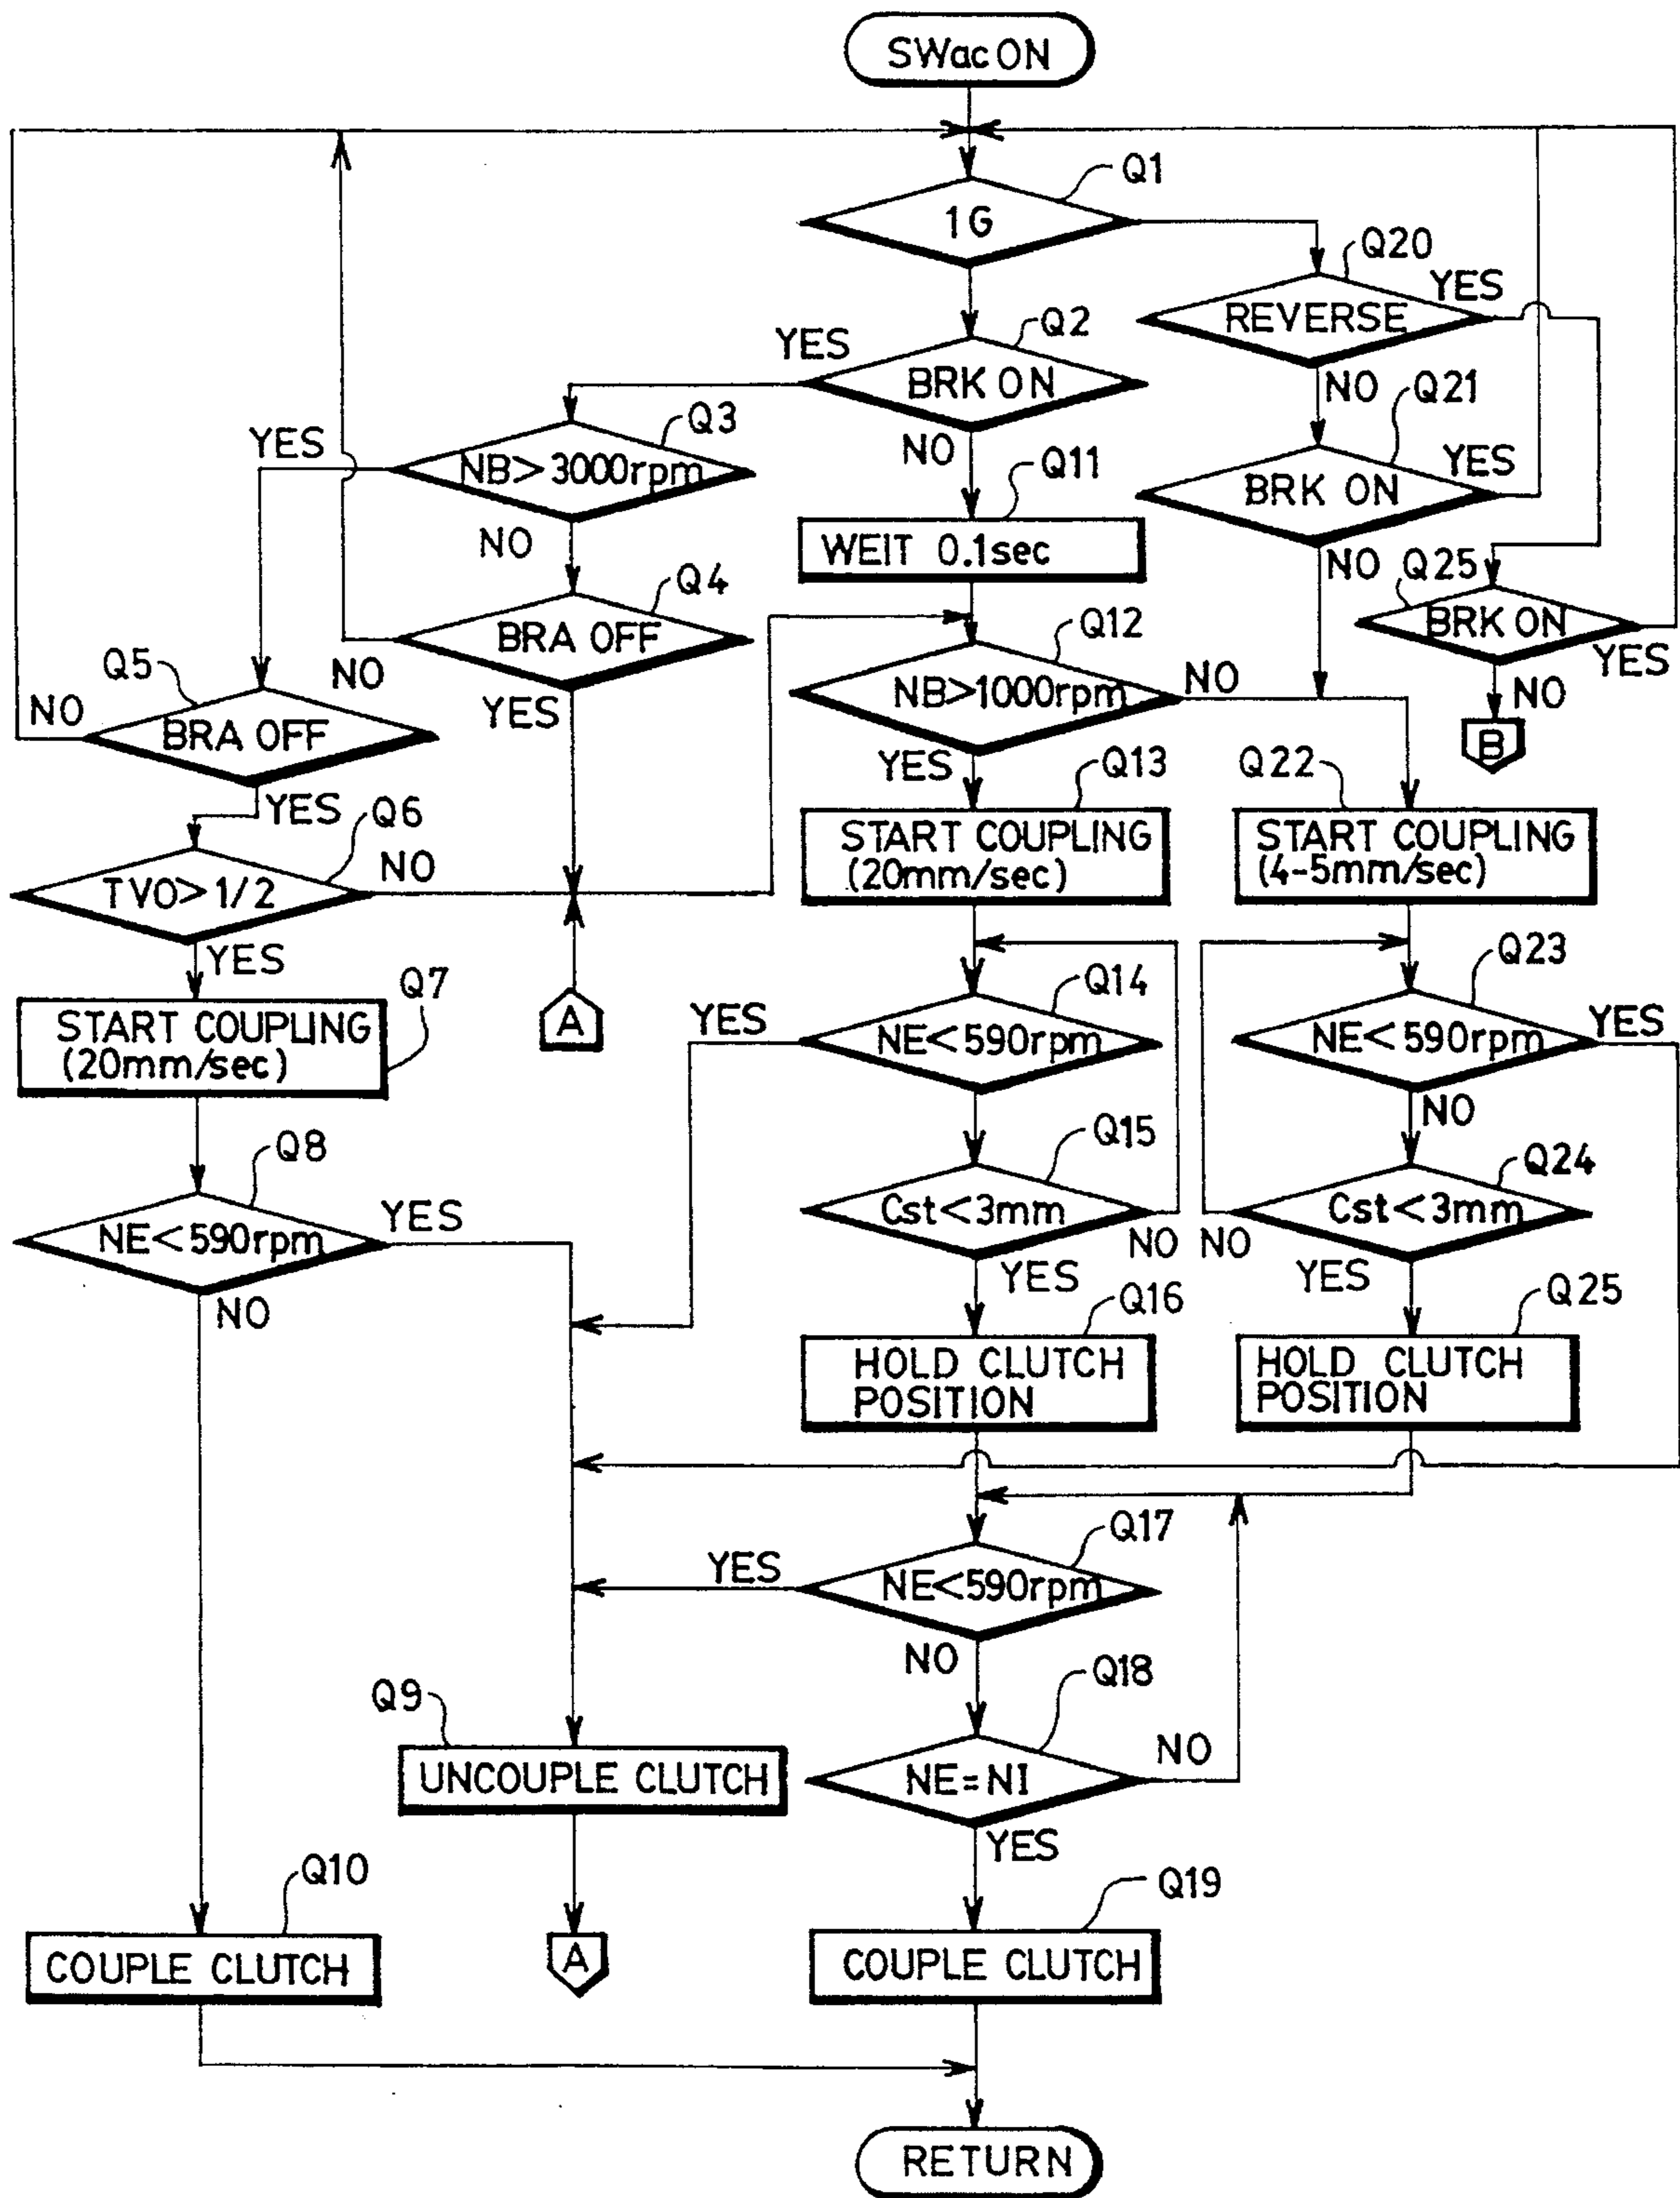 SWac ON
Q1
1G
Q20
YES
REVERSE
Q2
YES
BRK ON
NO
Q21
YES
BRK ON
Q3
YES
NB>3000rpm
NO
Q11
WEIT 0.1sec
NO
Q25
BRK ON
YES
NO
B
NO
Q4
BRA OFF
NO
YES
Q12
NB>1000rpm
NO
YES
Q5
NO
BRA OFF
YES
Q6
NO
TVO>1/2
YES
Q13
START COUPLING
(20mm/sec)
Q22
START COUPLING
(4-5mm/sec)
A
Q7
START COUPLING
(20mm/sec)
Q14
YES
NE<590rpm
Q23
YES
NE<590rpm
NO
Q8
YES
NE<590rpm
NO
Q15
Cst<3mm
NO
YES
Q24
Cst<3mm
NO
YES
Q16
HOLD CLUTCH
POSITION
Q25
HOLD CLUTCH
POSITION
Q17
YES
NE<590rpm
NO
Q18
NO
NE=NI
YES
Q9
UNCOUPLE CLUTCH
A
Q10
COUPLE CLUTCH
Q19
COUPLE CLUTCH
RETURN